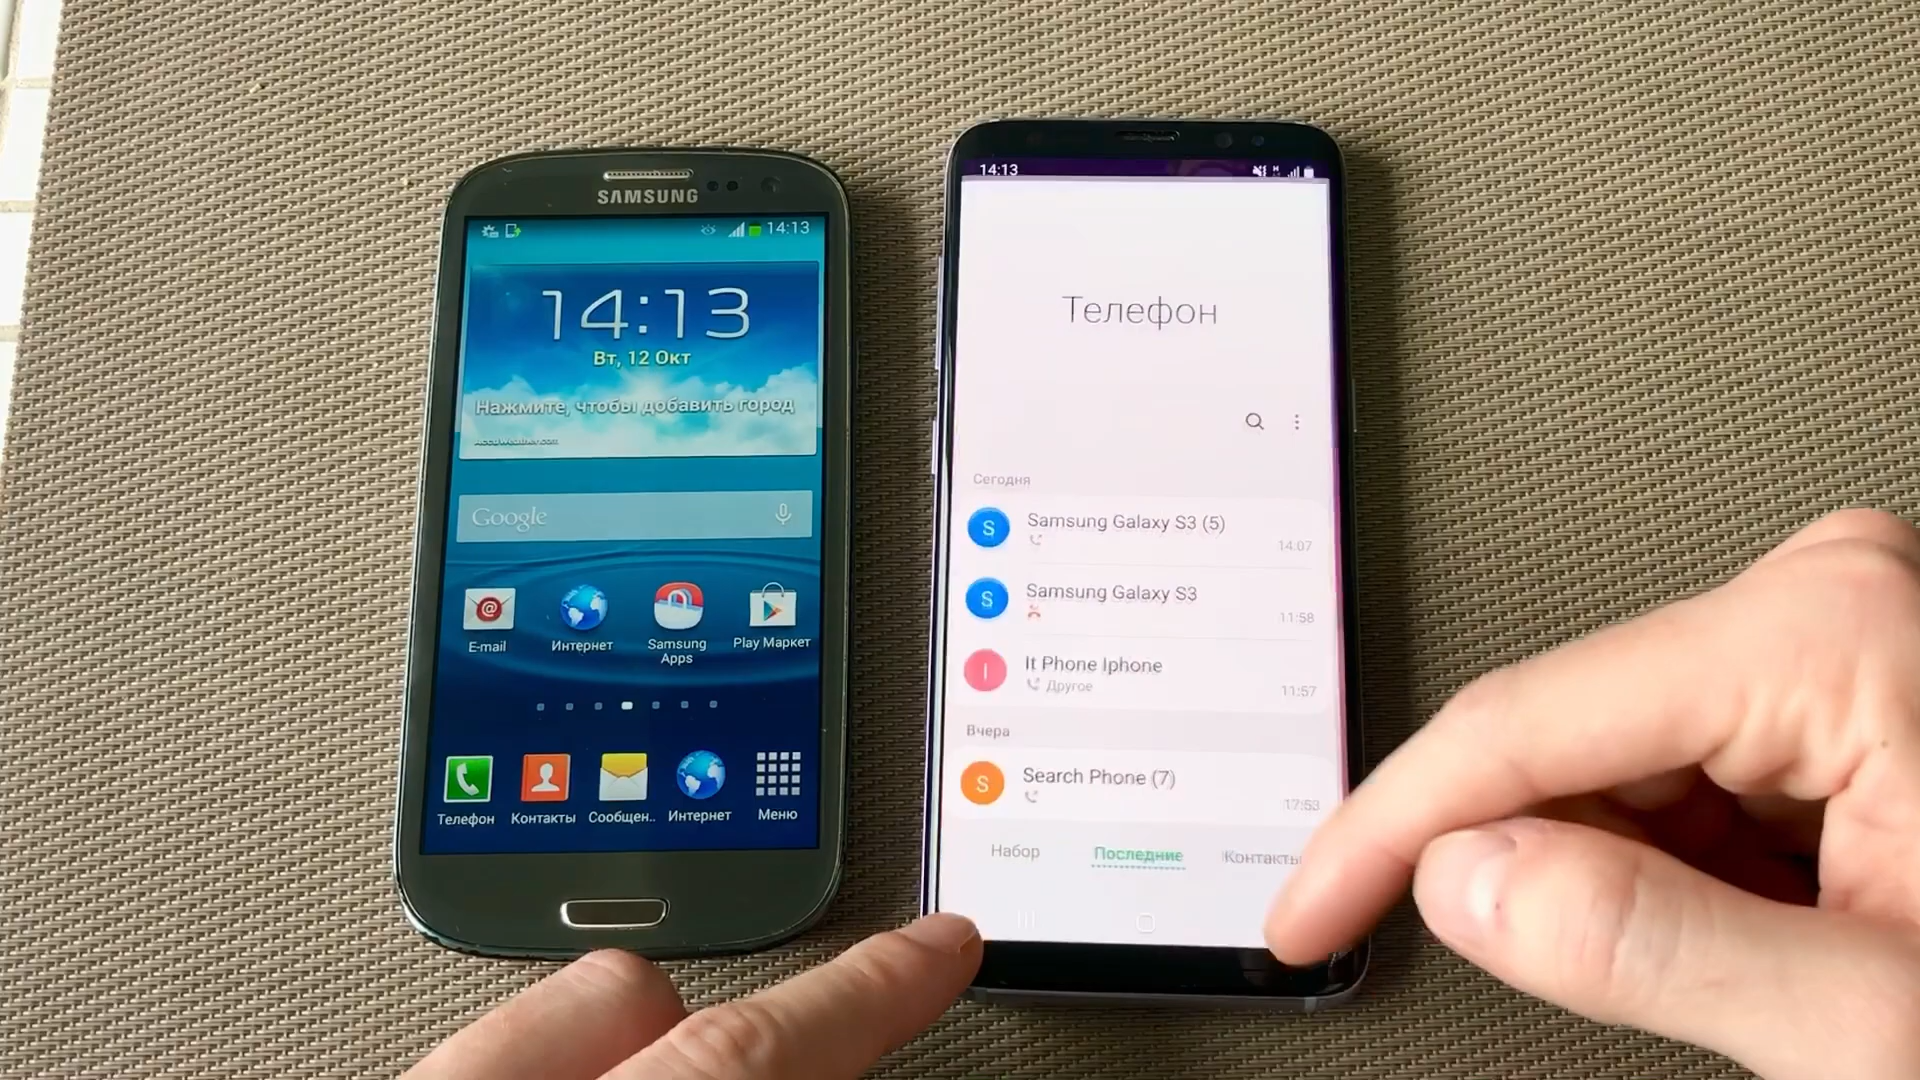 SAMSUNG
14:13
14:13
Вт, 12 Окт
Нажмите, чтобы добавить город
AccuWeather.com
Google
E-mail
Интернет
Samsung Apps
Play Маркет
Телефон
Контакты
Сообщен..
Интернет
Меню
14:13
Телефон
Сегодня
S
Samsung Galaxy S3 (5)
14:07
S
Samsung Galaxy S3
11:58
I
It Phone Iphone
Другое
11:57
Вчера
S
Search Phone (7)
17:53
Набор
Последние
Контакты